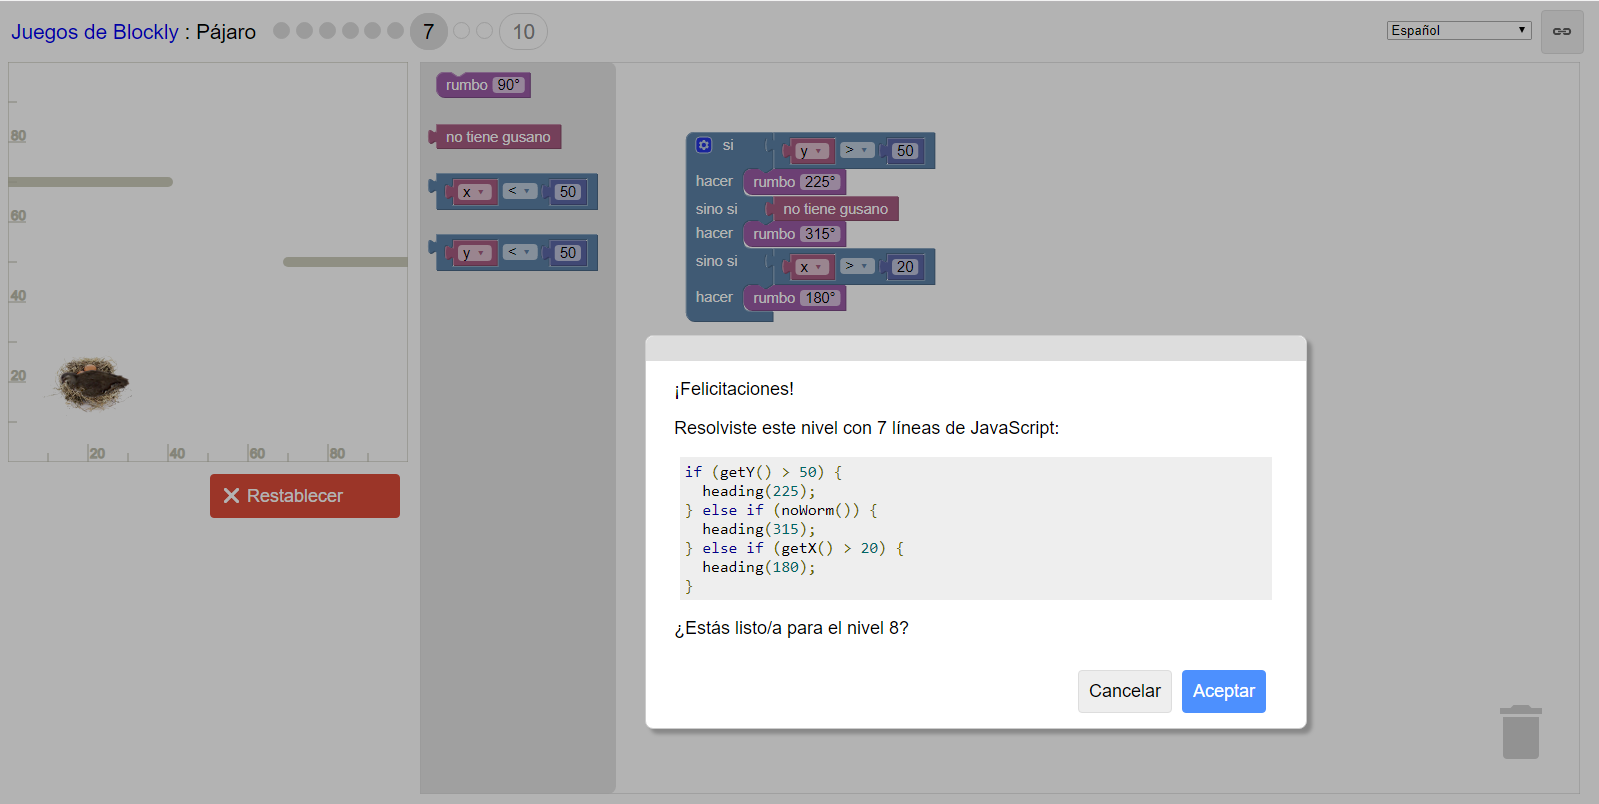 Juegos de Blockly : Pájaro 7 10
Español
rumbo 90°
no tiene gusano
x < 50
y < 50
si y > 50
hacer rumbo 225°
sino si no tiene gusano
hacer rumbo 315°
sino si x > 20
hacer rumbo 180°
80
60
40
20
20 40 60 80
Restablecer
¡Felicitaciones!
Resolviste este nivel con 7 líneas de JavaScript:
if (getY() > 50) {
  heading(225);
} else if (noWorm()) {
  heading(315);
} else if (getX() > 20) {
  heading(180);
}
¿Estás listo/a para el nivel 8?
Cancelar Aceptar